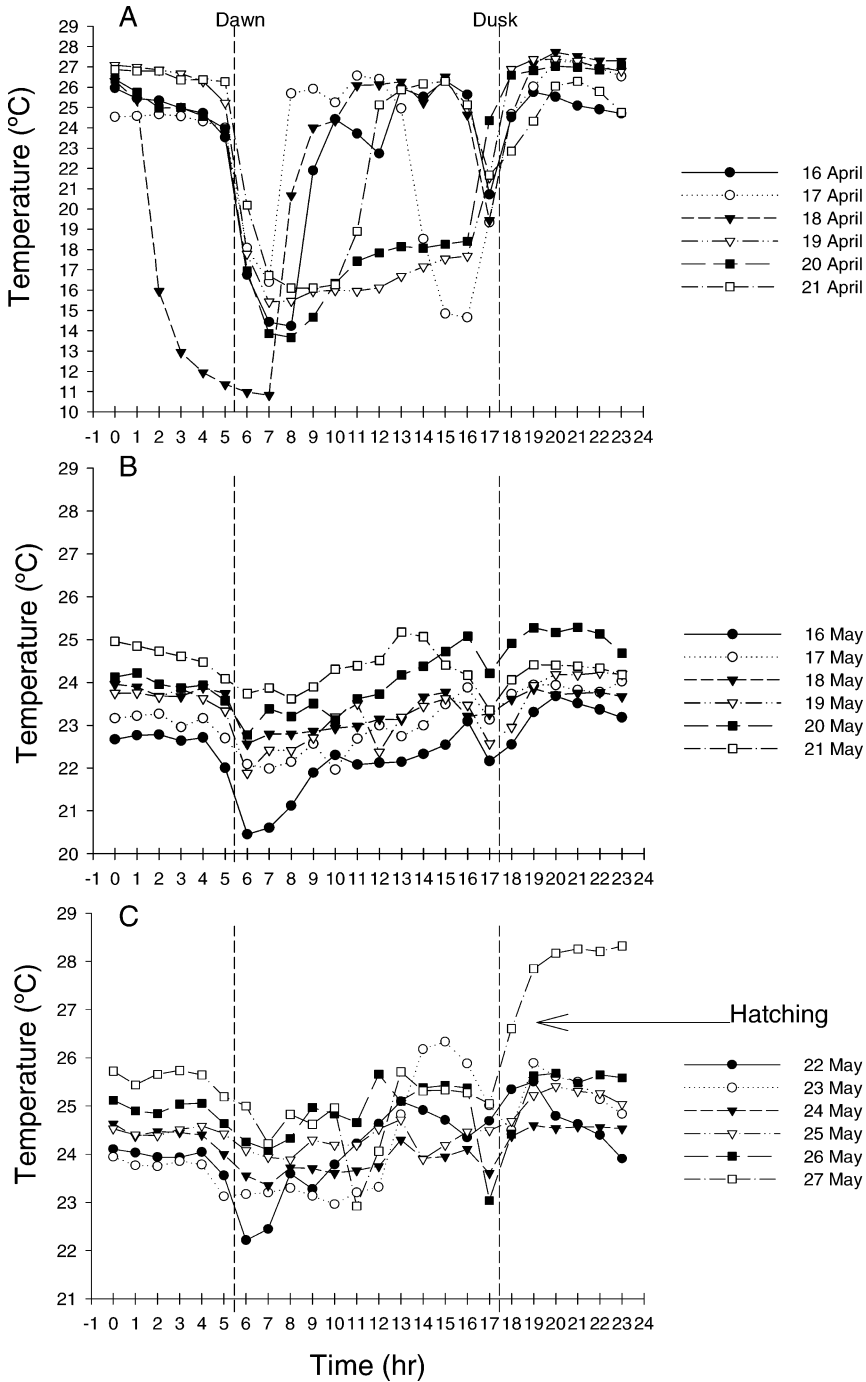 Dawn Dusk
A
29
28
27
26
25
24
23
22
21
20
19
18
17
16
15
14
13
12
11
10
Temperature (ºC)
-1 0 1 2 3 4 5 6 7 8 9 10 11 12 13 14 15 16 17 18 19 20 21 22 23 24
16 April
17 April
18 April
19 April
20 April
21 April
B
29
28
27
26
25
24
23
22
21
20
Temperature (ºC)
-1 0 1 2 3 4 5 6 7 8 9 10 11 12 13 14 15 16 17 18 19 20 21 22 23 24
16 May
17 May
18 May
19 May
20 May
21 May
C
29
28
27
26
25
24
23
22
21
Temperature (ºC)
-1 0 1 2 3 4 5 6 7 8 9 10 11 12 13 14 15 16 17 18 19 20 21 22 23 24
Hatching
22 May
23 May
24 May
25 May
26 May
27 May
Time (hr)